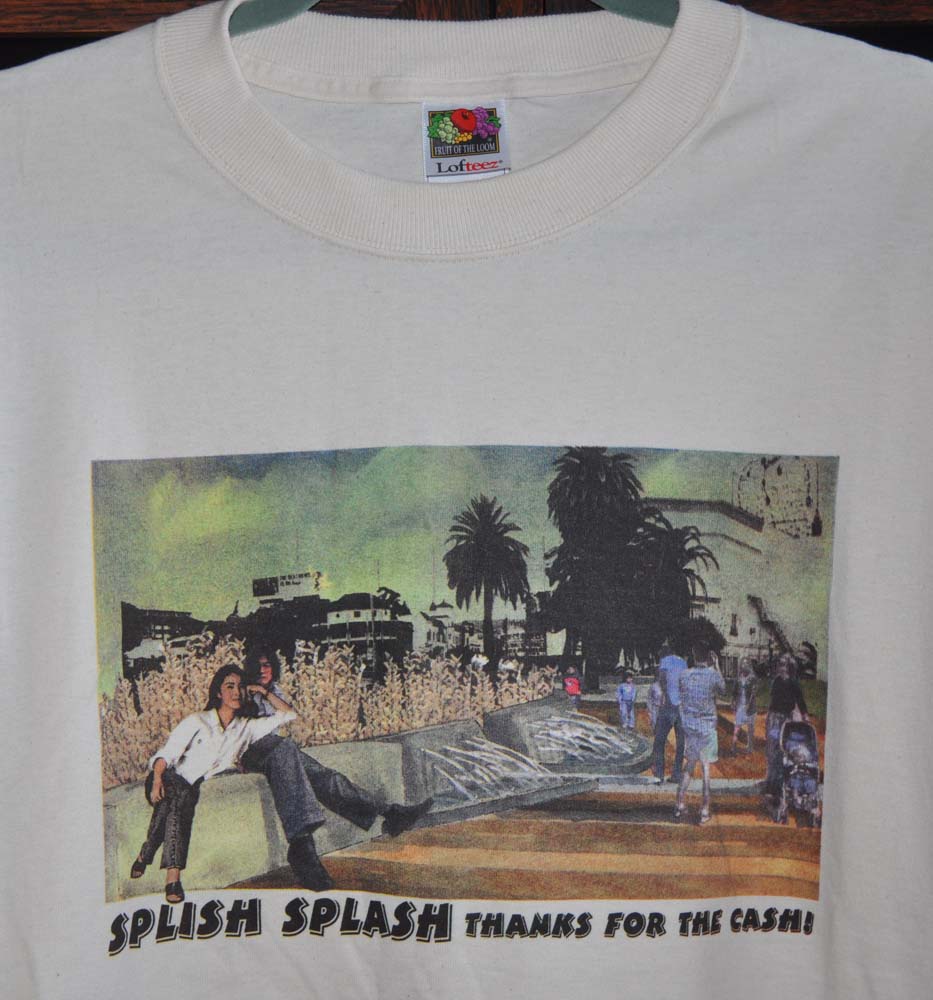 FRUIT OF THE LOOM
Lofteez
SPLISH SPLASH THANKS FOR THE CASH!